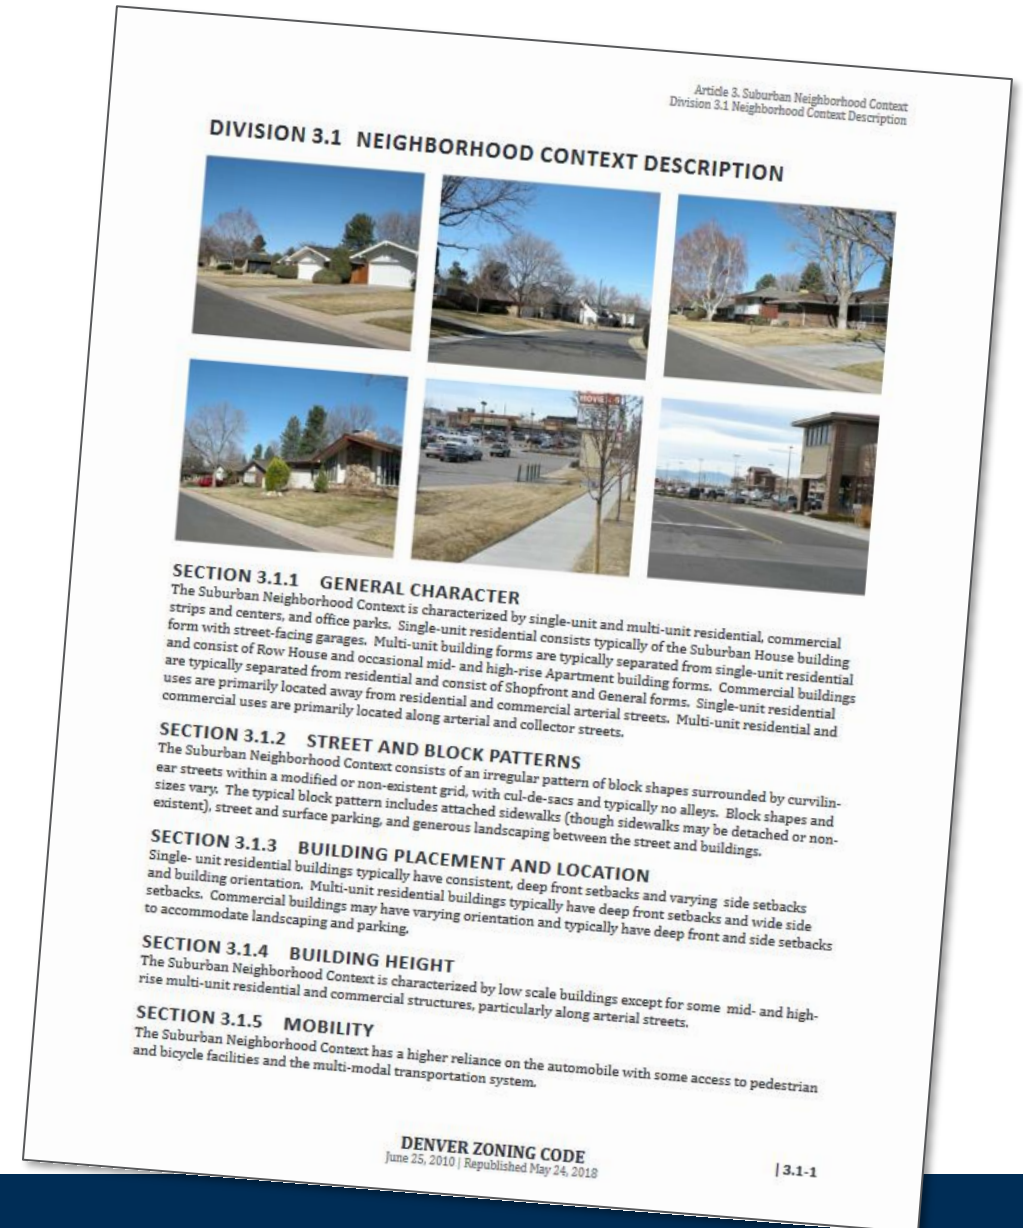 Article 3. Suburban Neighborhood Context
Division 3.1 Neighborhood Context Description
DIVISION 3.1 NEIGHBORHOOD CONTEXT DESCRIPTION
SECTION 3.1.1 GENERAL CHARACTER
The Suburban Neighborhood Context is characterized by single-unit and multi-unit residential, commercial
strips and centers, and office parks. Single-unit residential consists typically of the Suburban House building
form with street-facing garages. Multi-unit building forms are typically separated from single-unit residential
and consist of Row House and occasional mid- and high-rise Apartment building forms. Commercial buildings
are typically separated from residential and consist of Shopfront and General forms. Single-unit residential
uses are primarily located away from residential and commercial arterial streets. Multi-unit residential and
commercial uses are primarily located along arterial and collector streets.
SECTION 3.1.2 STREET AND BLOCK PATTERNS
The Suburban Neighborhood Context consists of an irregular pattern of block shapes surrounded by curvilin-
ear streets within a modified or non-existent grid, with cul-de-sacs and typically no alleys. Block shapes and
sizes vary. The typical block pattern includes attached sidewalks (though sidewalks may be detached or non-
existent), street and surface parking, and generous landscaping between the street and buildings.
SECTION 3.1.3 BUILDING PLACEMENT AND LOCATION
Single- unit residential buildings typically have consistent, deep front setbacks and varying side setbacks
and building orientation. Multi-unit residential buildings typically have deep front setbacks and wide side
setbacks. Commercial buildings may have varying orientation and typically have deep front and side setbacks
to accommodate landscaping and parking.
SECTION 3.1.4 BUILDING HEIGHT
The Suburban Neighborhood Context is characterized by low scale buildings except for some mid- and high-
rise multi-unit residential and commercial structures, particularly along arterial streets.
SECTION 3.1.5 MOBILITY
The Suburban Neighborhood Context has a higher reliance on the automobile with some access to pedestrian
and bicycle facilities and the multi-modal transportation system.
DENVER ZONING CODE
June 25, 2010 | Republished May 24, 2018
| 3.1-1